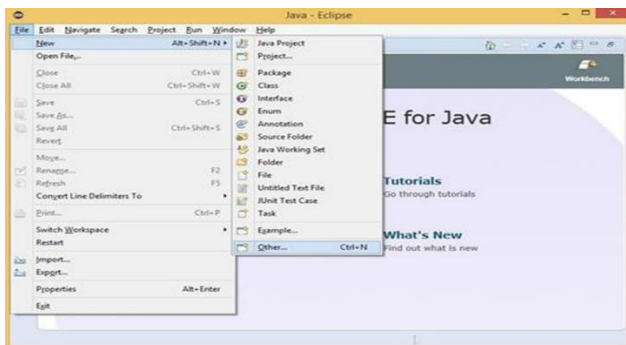 Java - Eclipse
File Edit Navigate Search Project Run Window Help
New Alt+Shift+N
Open File...
Close Ctrl+W
Close All Ctrl+Shift+W
Save Ctrl+S
Save As...
Save All Ctrl+Shift+S
Revert
Move...
Rename... F2
Refresh F5
Convert Line Delimiters To
Print... Ctrl+P
Switch Workspace
Restart
Import...
Export...
Properties Alt+Enter
Exit
Java Project
Project...
Package
Class
Interface
Enum
Annotation
Source Folder
Java Working Set
Folder
File
Untitled Text File
JUnit Test Case
Task
Example...
Other... Ctrl+N
Workbench
E for Java
Tutorials
Go through tutorials
What's New
Find out what is new